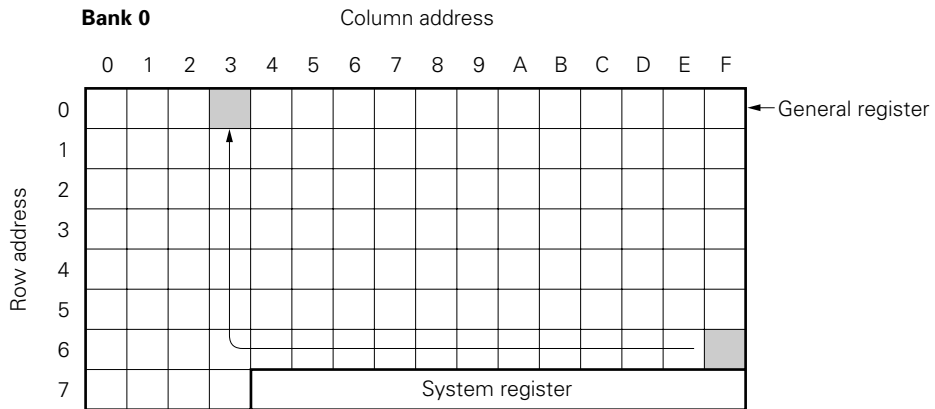 Bank 0 Column address
0 1 2 3 4 5 6 7 8 9 A B C D E F
0 General register
1
2
3
4
5
6
7 System register
Row address